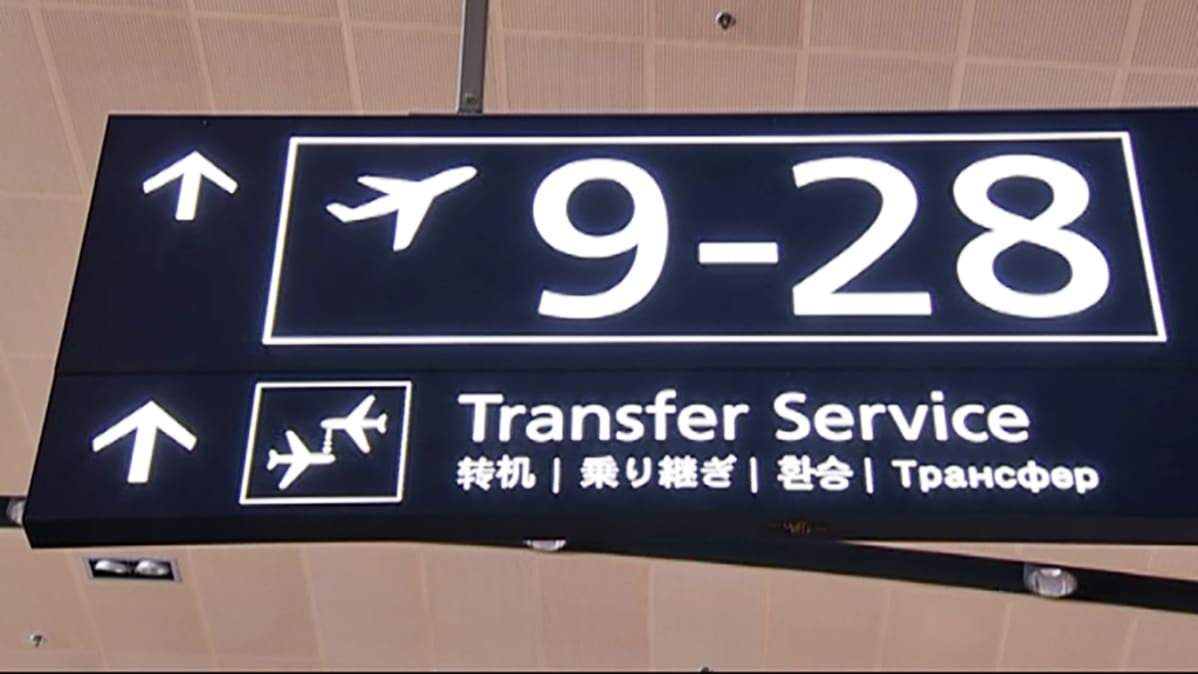 9-28
Transfer Service
转机 | 乗り継ぎ | 환승 | Трансфер